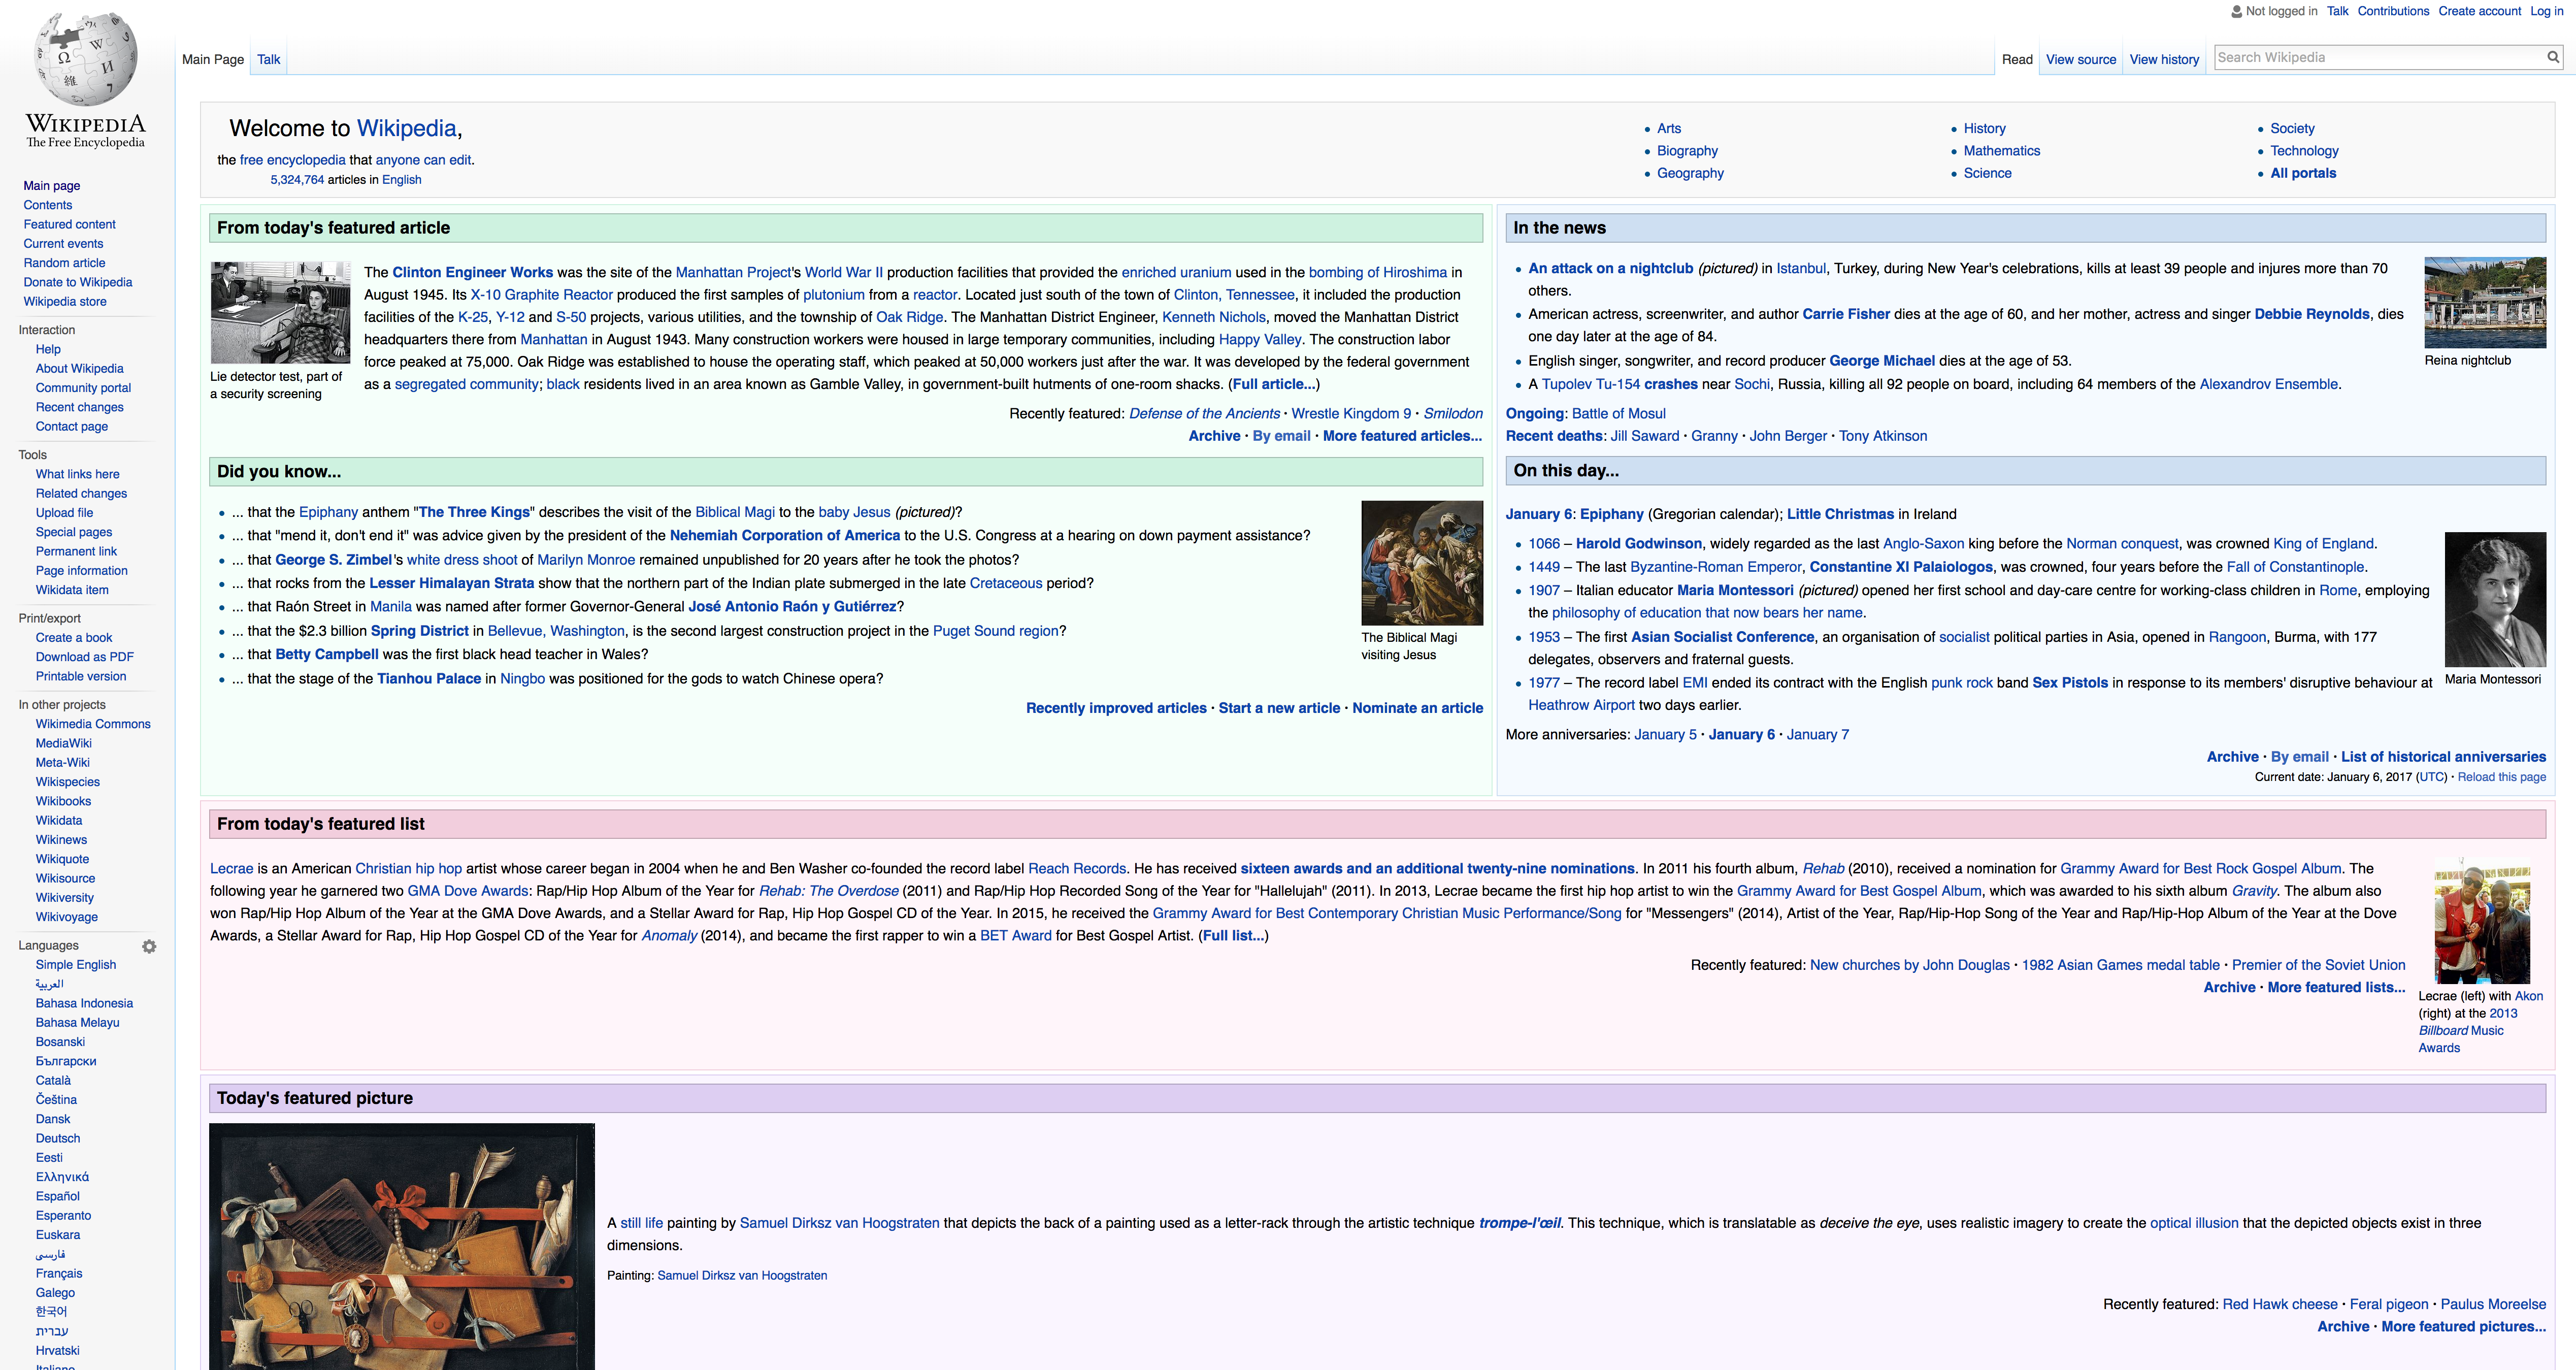 Not logged in Talk Contributions Create account Log in
Main Page Talk
Read View source View history Search Wikipedia
WIKIPEDIA
The Free Encyclopedia
Main page
Contents
Featured content
Current events
Random article
Donate to Wikipedia
Wikipedia store
Interaction
Help
About Wikipedia
Community portal
Recent changes
Contact page
Tools
What links here
Related changes
Upload file
Special pages
Permanent link
Page information
Wikidata item
Print/export
Create a book
Download as PDF
Printable version
In other projects
Wikimedia Commons
MediaWiki
Meta-Wiki
Wikispecies
Wikibooks
Wikidata
Wikinews
Wikiquote
Wikisource
Wikiversity
Wikivoyage
Languages
Simple English
العربية
Bahasa Indonesia
Bahasa Melayu
Bosanski
Български
Català
Čeština
Dansk
Deutsch
Eesti
Ελληνικά
Español
Esperanto
Euskara
فارسی
Français
Galego
한국어
עברית
Hrvatski
Italiano
Welcome to Wikipedia,
the free encyclopedia that anyone can edit.
5,324,764 articles in English
Arts
Biography
Geography
History
Mathematics
Science
Society
Technology
All portals
From today's featured article
Lie detector test, part of
a security screening
The Clinton Engineer Works was the site of the Manhattan Project's World War II production facilities that provided the enriched uranium used in the bombing of Hiroshima in
August 1945. Its X-10 Graphite Reactor produced the first samples of plutonium from a reactor. Located just south of the town of Clinton, Tennessee, it included the production
facilities of the K-25, Y-12 and S-50 projects, various utilities, and the township of Oak Ridge. The Manhattan District Engineer, Kenneth Nichols, moved the Manhattan District
headquarters there from Manhattan in August 1943. Many construction workers were housed in large temporary communities, including Happy Valley. The construction labor
force peaked at 75,000. Oak Ridge was established to house the operating staff, which peaked at 50,000 workers just after the war. It was developed by the federal government
as a segregated community; black residents lived in an area known as Gamble Valley, in government-built hutments of one-room shacks. (Full article...)
Recently featured: Defense of the Ancients · Wrestle Kingdom 9 · Smilodon
Archive · By email · More featured articles...
Did you know...
... that the Epiphany anthem "The Three Kings" describes the visit of the Biblical Magi to the baby Jesus (pictured)?
... that "mend it, don't end it" was advice given by the president of the Nehemiah Corporation of America to the U.S. Congress at a hearing on down payment assistance?
... that George S. Zimbel's white dress shoot of Marilyn Monroe remained unpublished for 20 years after he took the photos?
... that rocks from the Lesser Himalayan Strata show that the northern part of the Indian plate submerged in the late Cretaceous period?
... that Raón Street in Manila was named after former Governor-General José Antonio Raón y Gutiérrez?
... that the $2.3 billion Spring District in Bellevue, Washington, is the second largest construction project in the Puget Sound region?
... that Betty Campbell was the first black head teacher in Wales?
... that the stage of the Tianhou Palace in Ningbo was positioned for the gods to watch Chinese opera?
The Biblical Magi
visiting Jesus
Recently improved articles · Start a new article · Nominate an article
In the news
An attack on a nightclub (pictured) in Istanbul, Turkey, during New Year's celebrations, kills at least 39 people and injures more than 70
others.
American actress, screenwriter, and author Carrie Fisher dies at the age of 60, and her mother, actress and singer Debbie Reynolds, dies
one day later at the age of 84.
English singer, songwriter, and record producer George Michael dies at the age of 53.
A Tupolev Tu-154 crashes near Sochi, Russia, killing all 92 people on board, including 64 members of the Alexandrov Ensemble.
Reina nightclub
Ongoing: Battle of Mosul
Recent deaths: Jill Saward · Granny · John Berger · Tony Atkinson
On this day...
January 6: Epiphany (Gregorian calendar); Little Christmas in Ireland
1066 – Harold Godwinson, widely regarded as the last Anglo-Saxon king before the Norman conquest, was crowned King of England.
1449 – The last Byzantine-Roman Emperor, Constantine XI Palaiologos, was crowned, four years before the Fall of Constantinople.
1907 – Italian educator Maria Montessori (pictured) opened her first school and day-care centre for working-class children in Rome, employing
the philosophy of education that now bears her name.
1953 – The first Asian Socialist Conference, an organisation of socialist political parties in Asia, opened in Rangoon, Burma, with 177
delegates, observers and fraternal guests.
1977 – The record label EMI ended its contract with the English punk rock band Sex Pistols in response to its members' disruptive behaviour at
Heathrow Airport two days earlier.
Maria Montessori
More anniversaries: January 5 · January 6 · January 7
Archive · By email · List of historical anniversaries
Current date: January 6, 2017 (UTC) · Reload this page
From today's featured list
Lecrae is an American Christian hip hop artist whose career began in 2004 when he and Ben Washer co-founded the record label Reach Records. He has received sixteen awards and an additional twenty-nine nominations. In 2011 his fourth album, Rehab (2010), received a nomination for Grammy Award for Best Rock Gospel Album. The
following year he garnered two GMA Dove Awards: Rap/Hip Hop Album of the Year for Rehab: The Overdose (2011) and Rap/Hip Hop Recorded Song of the Year for "Hallelujah" (2011). In 2013, Lecrae became the first hip hop artist to win the Grammy Award for Best Gospel Album, which was awarded to his sixth album Gravity. The album also
won Rap/Hip Hop Album of the Year at the GMA Dove Awards, and a Stellar Award for Rap, Hip Hop Gospel CD of the Year. In 2015, he received the Grammy Award for Best Contemporary Christian Music Performance/Song for "Messengers" (2014), Artist of the Year, Rap/Hip-Hop Song of the Year and Rap/Hip-Hop Album of the Year at the Dove
Awards, a Stellar Award for Rap, Hip Hop Gospel CD of the Year for Anomaly (2014), and became the first rapper to win a BET Award for Best Gospel Artist. (Full list...)
Recently featured: New churches by John Douglas · 1982 Asian Games medal table · Premier of the Soviet Union
Archive · More featured lists...
Lecrae (left) with Akon
(right) at the 2013
Billboard Music
Awards
Today's featured picture
A still life painting by Samuel Dirksz van Hoogstraten that depicts the back of a painting used as a letter-rack through the artistic technique trompe-l'œil. This technique, which is translatable as deceive the eye, uses realistic imagery to create the optical illusion that the depicted objects exist in three
dimensions.
Painting: Samuel Dirksz van Hoogstraten
Recently featured: Red Hawk cheese · Feral pigeon · Paulus Moreelse
Archive · More featured pictures...